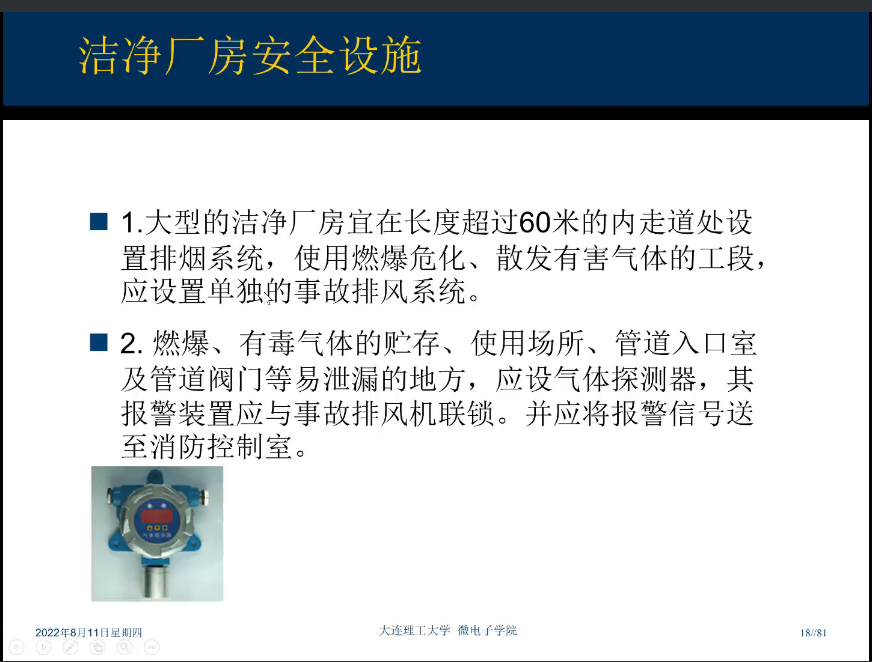 洁净厂房安全设施
1.大型的洁净厂房宜在长度超过60米的内走道处设
置排烟系统，使用燃爆危化、散发有害气体的工段，
应设置单独的事故排风系统。
2. 燃爆、有毒气体的贮存、使用场所、管道入口室
及管道阀门等易泄漏的地方，应设气体探测器，其
报警装置应与事故排风机联锁。并应将报警信号送
至消防控制室。
2022年8月11日星期四
大连理工大学 微电子学院
18//81